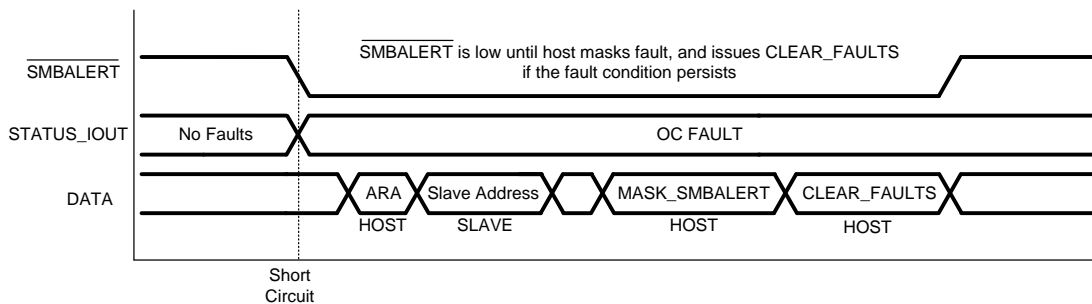 SMBALERT
SMBALERT is low until host masks fault, and issues CLEAR_FAULTS
if the fault condition persists
STATUS_IOUT
No Faults
OC FAULT
DATA
ARA
Slave Address
MASK_SMBALERT
CLEAR_FAULTS
HOST
SLAVE
HOST
HOST
Short
Circuit